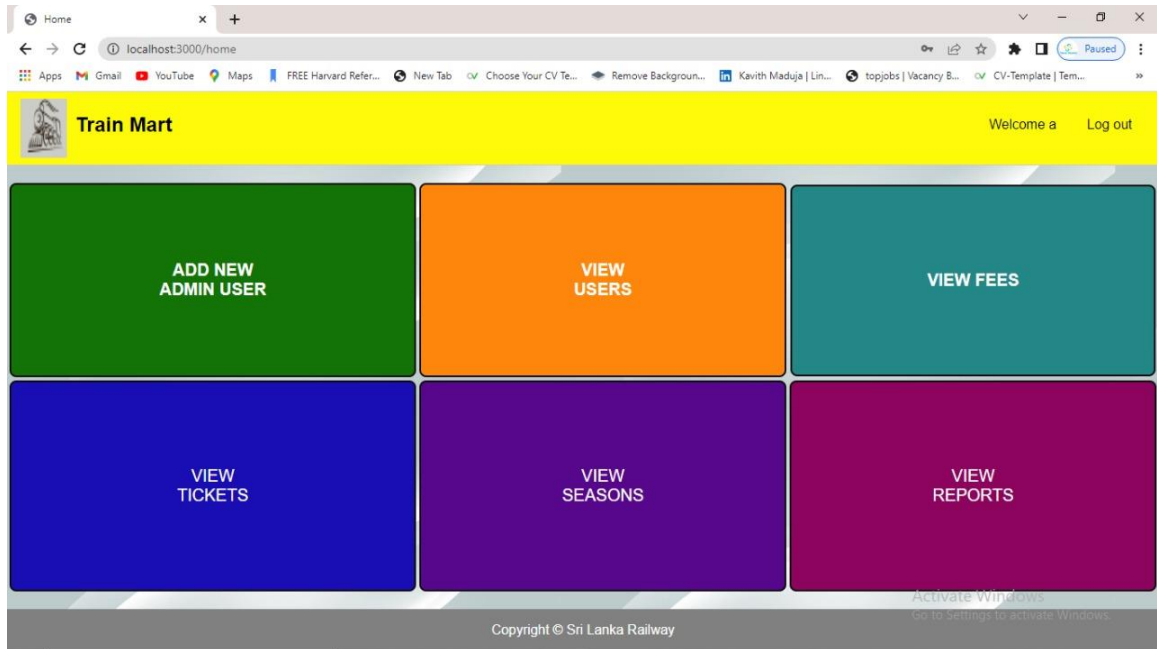 Home
localhost:3000/home
Paused
Apps Gmail YouTube Maps FREE Harvard Refer... New Tab CV Choose Your CV Te... Remove Backgroun... in Kavith Maduja | Lin... topjobs | Vacancy B... CV CV-Template | Tem... »
Train Mart
Welcome a Log out
ADD NEW
ADMIN USER
VIEW
USERS
VIEW FEES
VIEW
TICKETS
VIEW
SEASONS
VIEW
REPORTS
Activate Windows
Go to Settings to activate Windows.
Copyright © Sri Lanka Railway